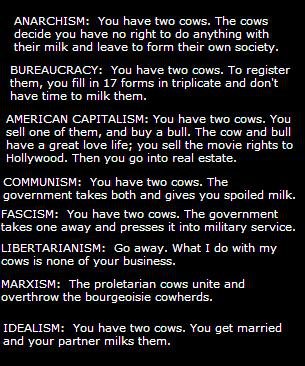 ANARCHISM:  You have two cows. The cows
decide you have no right to do anything with
their milk and leave to form their own society.
BUREAUCRACY:  You have two cows. To register
them, you fill in 17 forms in triplicate and don't
have time to milk them.
AMERICAN CAPITALISM: You have two cows. You
sell one of them, and buy a bull. The cow and bull
have a great love life; you sell the movie rights to
Hollywood. Then you go into real estate.
COMMUNISM:  You have two cows. The
government takes both and gives you spoiled milk.
FASCISM:  You have two cows. The government
takes one away and presses it into military service.
LIBERTARIANISM:  Go away. What I do with my
cows is none of your business.
MARXISM:  The proletarian cows unite and
overthrow the bourgeoisie cowherds.
IDEALISM:  You have two cows. You get married
and your partner milks them.